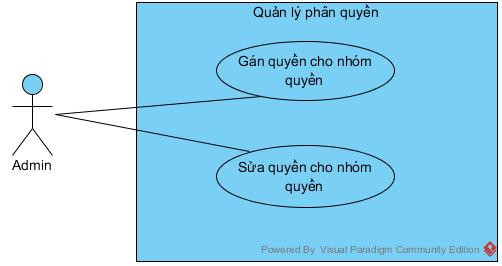 Quản lý phân quyền
Gán quyền cho nhóm
quyền
Admin
Sửa quyền cho nhóm
quyền
Powered By Visual Paradigm Community Edition